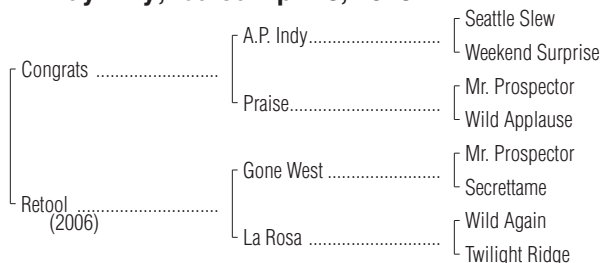 Seattle Slew
A.P. Indy
Weekend Surprise
Congrats
Mr. Prospector
Praise
Wild Applause
Mr. Prospector
Gone West
Secrettame
Retool
(2006)
Wild Again
La Rosa
Twilight Ridge